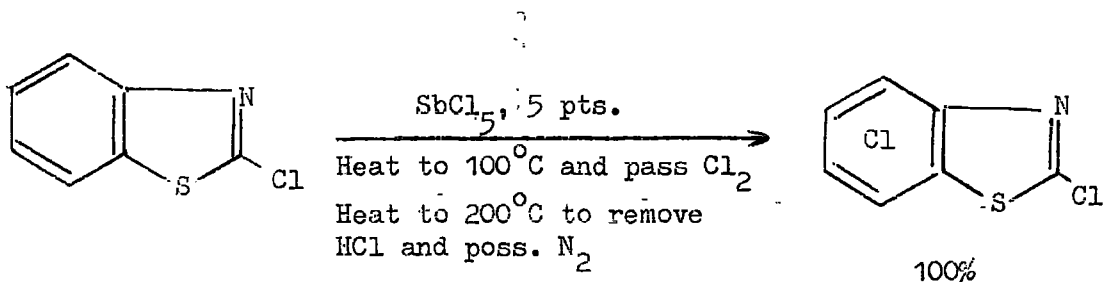 N
S
Cl
SbCl5, 5 pts.
Heat to 100°C and pass Cl2
Heat to 200°C to remove
HCl and poss. N2
Cl
N
S
Cl
100%